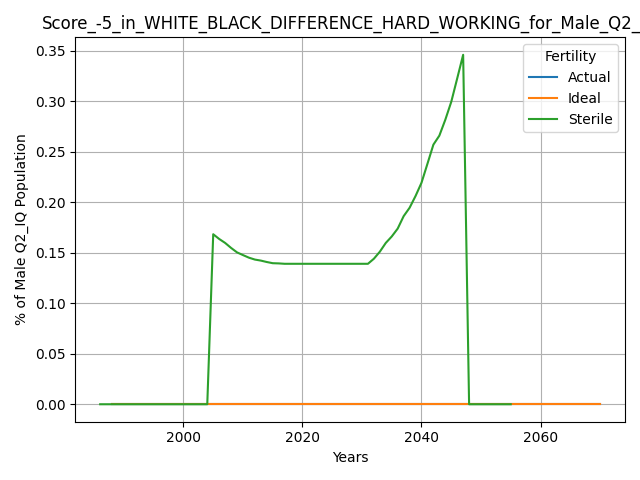 Score_-5_in_WHITE_BLACK_DIFFERENCE_HARD_WORKING_for_Male_Q2_
Fertility
Actual
Ideal
Sterile
% of Male Q2_IQ Population
0.35
0.30
0.25
0.20
0.15
0.10
0.05
0.00
2000 2020 2040 2060
Years